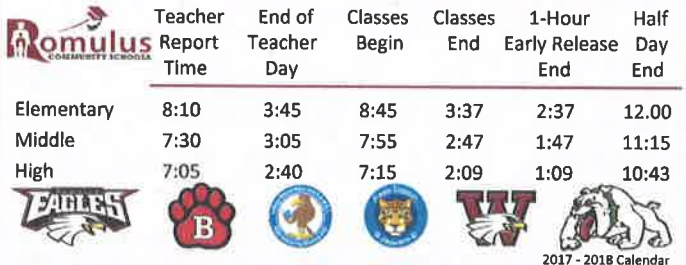 Romulus
COMMUNITY SCHOOLS
Teacher Report Time
End of Teacher Day
Classes Begin
Classes End
1-Hour Early Release End
Half Day End
Elementary 8:10 3:45 8:45 3:37 2:37 12.00
Middle 7:30 3:05 7:55 2:47 1:47 11:15
High 7:05 2:40 7:15 2:09 1:09 10:43
EAGLES
B
W
2017 - 2018 Calendar